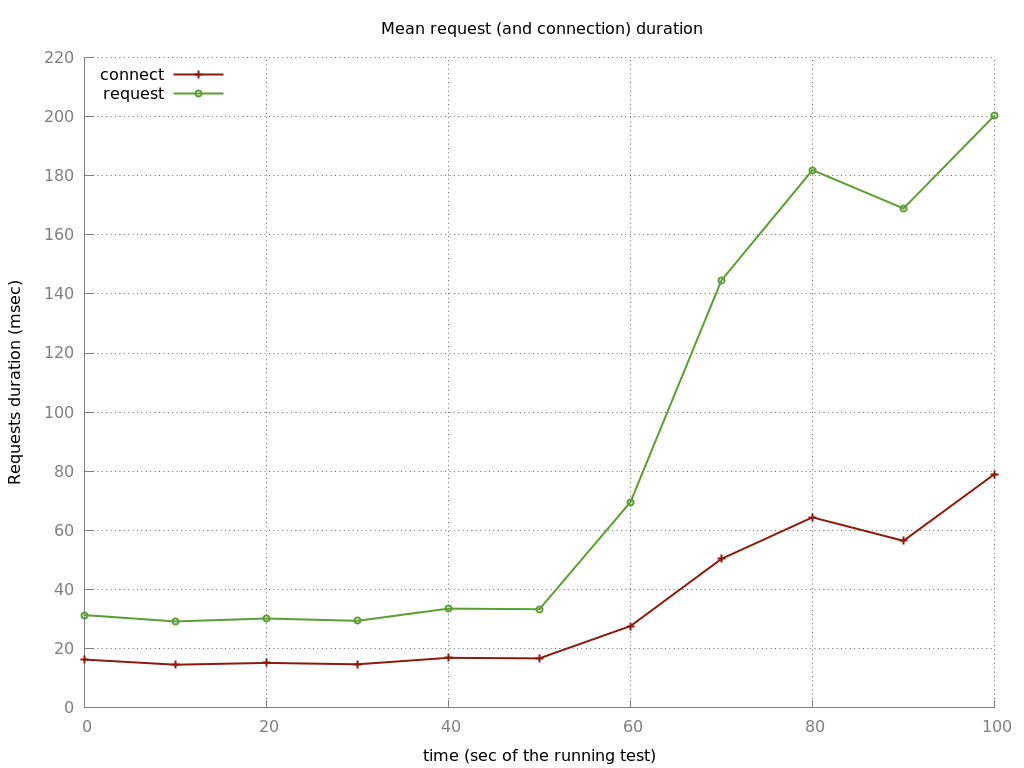 Mean request (and connection) duration
220
200
180
160
140
120
100
80
60
40
20
0
connect
request
Requests duration (msec)
0 20 40 60 80 100
time (sec of the running test)